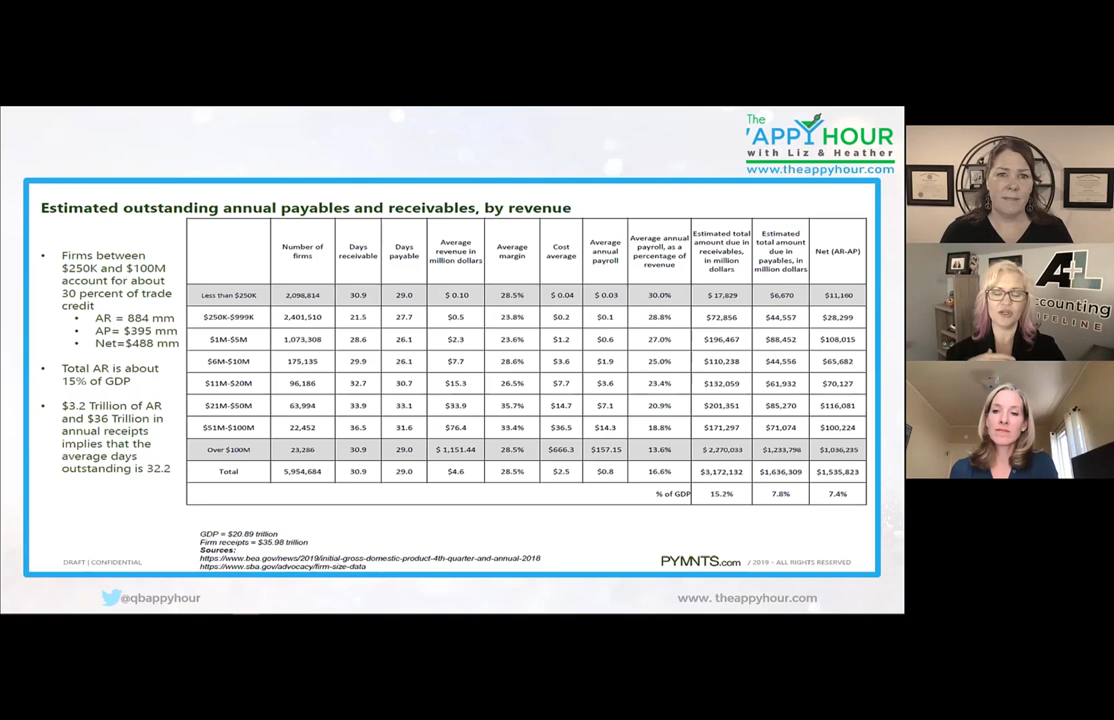 The
'APPY HOUR
with Liz & Heather
www.theappyhour.com
Estimated outstanding annual payables and receivables, by revenue
• Firms between
$250K and $100M
account for about
30 percent of trade
credit
• AR = 884 mm
• AP= $395 mm
• Net=$488 mm
• Total AR is about
15% of GDP
• $3.2 Trillion of AR
and $36 Trillion in
annual receipts
implies that the
average days
outstanding is 32.2
Number of firms Days receivable Days payable Average revenue in million dollars Average margin Cost average Average annual payroll Average annual payroll, as a percentage of revenue Estimated total amount due in receivables, in million dollars Estimated total amount due in payables, in million dollars Net (AR-AP)
Less than $250K 2,098,814 30.9 29.0 $ 0.10 28.5% $ 0.04 $ 0.03 30.0% $ 17,829 $6,670 $11,160
$250K-$999K 2,401,510 21.5 27.7 $0.5 23.8% $0.2 $0.1 28.8% $72,856 $44,557 $28,299
$1M-$5M 1,073,308 28.6 26.1 $2.3 23.6% $1.2 $0.6 27.0% $196,467 $88,452 $108,015
$6M-$10M 175,135 29.9 26.1 $7.7 28.6% $3.6 $1.9 25.0% $110,238 $44,556 $65,682
$11M-$20M 96,186 32.7 30.7 $15.3 26.5% $7.7 $3.6 23.4% $132,059 $61,932 $70,127
$21M-$50M 63,994 33.9 33.1 $33.9 35.7% $14.7 $7.1 20.9% $201,351 $85,270 $116,081
$51M-$100M 22,452 36.5 31.6 $76.4 33.4% $36.5 $14.3 18.8% $171,297 $71,074 $100,224
Over $100M 23,286 30.9 29.0 $ 1,151.44 28.5% $666.3 $157.15 13.6% $ 2,270,033 $1,233,798 $1,036,235
Total 5,954,684 30.9 29.0 $4.6 28.5% $2.5 $0.8 16.6% $3,172,132 $1,636,309 $1,535,823
% of GDP 15.2% 7.8% 7.4%
GDP = $20.89 trillion
Firm receipts = $35.98 trillion
Sources:
https://www.bea.gov/news/2019/initial-gross-domestic-product-4th-quarter-and-annual-2018
https://www.sba.gov/advocacy/firm-size-data
DRAFT | CONFIDENTIAL
PYMNTS.com / 2019 - ALL RIGHTS RESERVED
@qbappyhour
www. theappyhour.com
A+L
ccounting
IFELINE